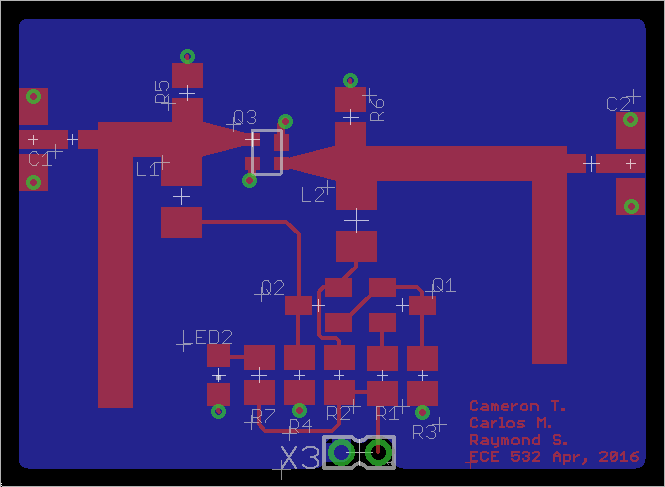 R5
Q3
R6
C2
C1
L1
L2
Q2
Q1
LED2
R7
R4
R2
R1
R3
X3
Cameron T.
Carlos M.
Raymond S.
ECE 532 Apr, 2016